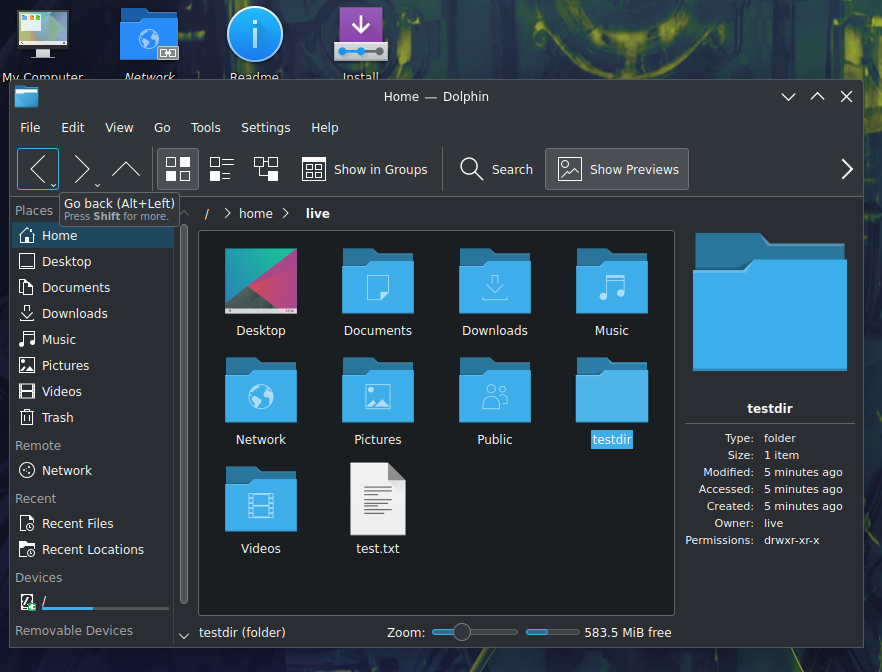 My Computer
Network
Readme
Install
Home — Dolphin
File Edit View Go Tools Settings Help
Show in Groups Search Show Previews
Go back (Alt+Left)
Press Shift for more.
Places
/ > home > live
Home
Desktop
Documents
Downloads
Music
Pictures
Videos
Trash
Remote
Network
Recent
Recent Files
Recent Locations
Devices
/
Removable Devices
Desktop Documents Downloads Music
Network Pictures Public testdir
Videos test.txt
testdir
Type: folder
Size: 1 item
Modified: 5 minutes ago
Accessed: 5 minutes ago
Created: 5 minutes ago
Owner: live
Permissions: drwxr-xr-x
testdir (folder) Zoom: 583.5 MiB free